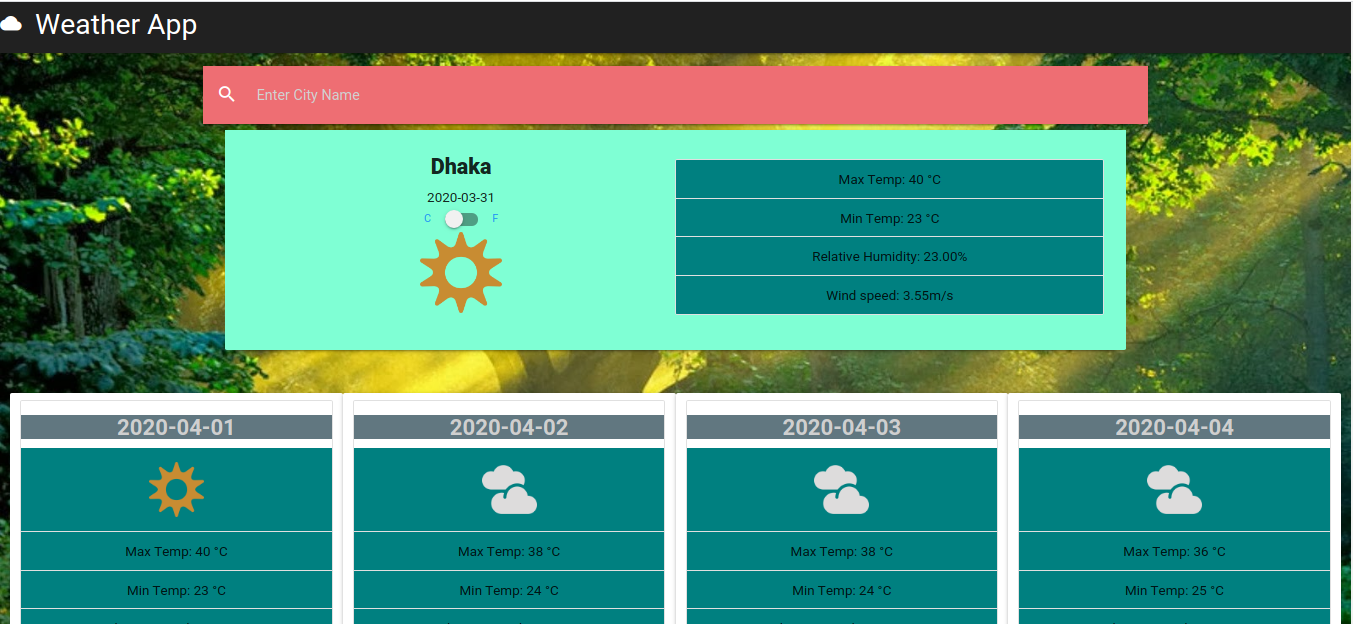 Weather App
Enter City Name
Dhaka
2020-03-31
C F
Max Temp: 40 °C
Min Temp: 23 °C
Relative Humidity: 23.00%
Wind speed: 3.55m/s
2020-04-01
Max Temp: 40 °C
Min Temp: 23 °C
2020-04-02
Max Temp: 38 °C
Min Temp: 24 °C
2020-04-03
Max Temp: 38 °C
Min Temp: 24 °C
2020-04-04
Max Temp: 36 °C
Min Temp: 25 °C